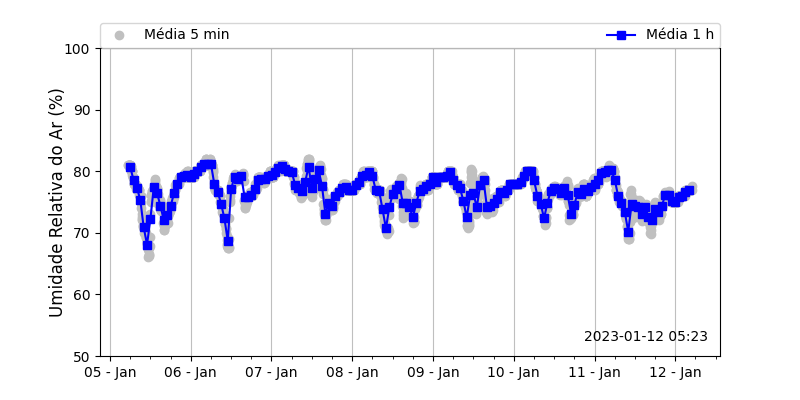 Média 5 min Média 1 h
Umidade Relativa do Ar (%)
100
90
80
70
60
50
2023-01-12 05:23
05 - Jan 06 - Jan 07 - Jan 08 - Jan 09 - Jan 10 - Jan 11 - Jan 12 - Jan